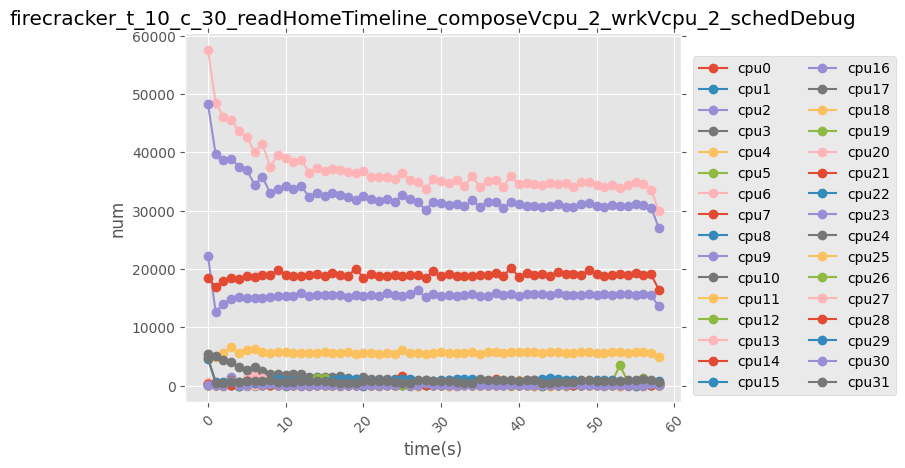 firecracker_t_10_c_30_readHomeTimeline_composeVcpu_2_wrkVcpu_2_schedDebug
60000
50000
40000
30000
20000
10000
0
num
0
10
20
30
40
50
60
time(s)
cpu0
cpu1
cpu2
cpu3
cpu4
cpu5
cpu6
cpu7
cpu8
cpu9
cpu10
cpu11
cpu12
cpu13
cpu14
cpu15
cpu16
cpu17
cpu18
cpu19
cpu20
cpu21
cpu22
cpu23
cpu24
cpu25
cpu26
cpu27
cpu28
cpu29
cpu30
cpu31